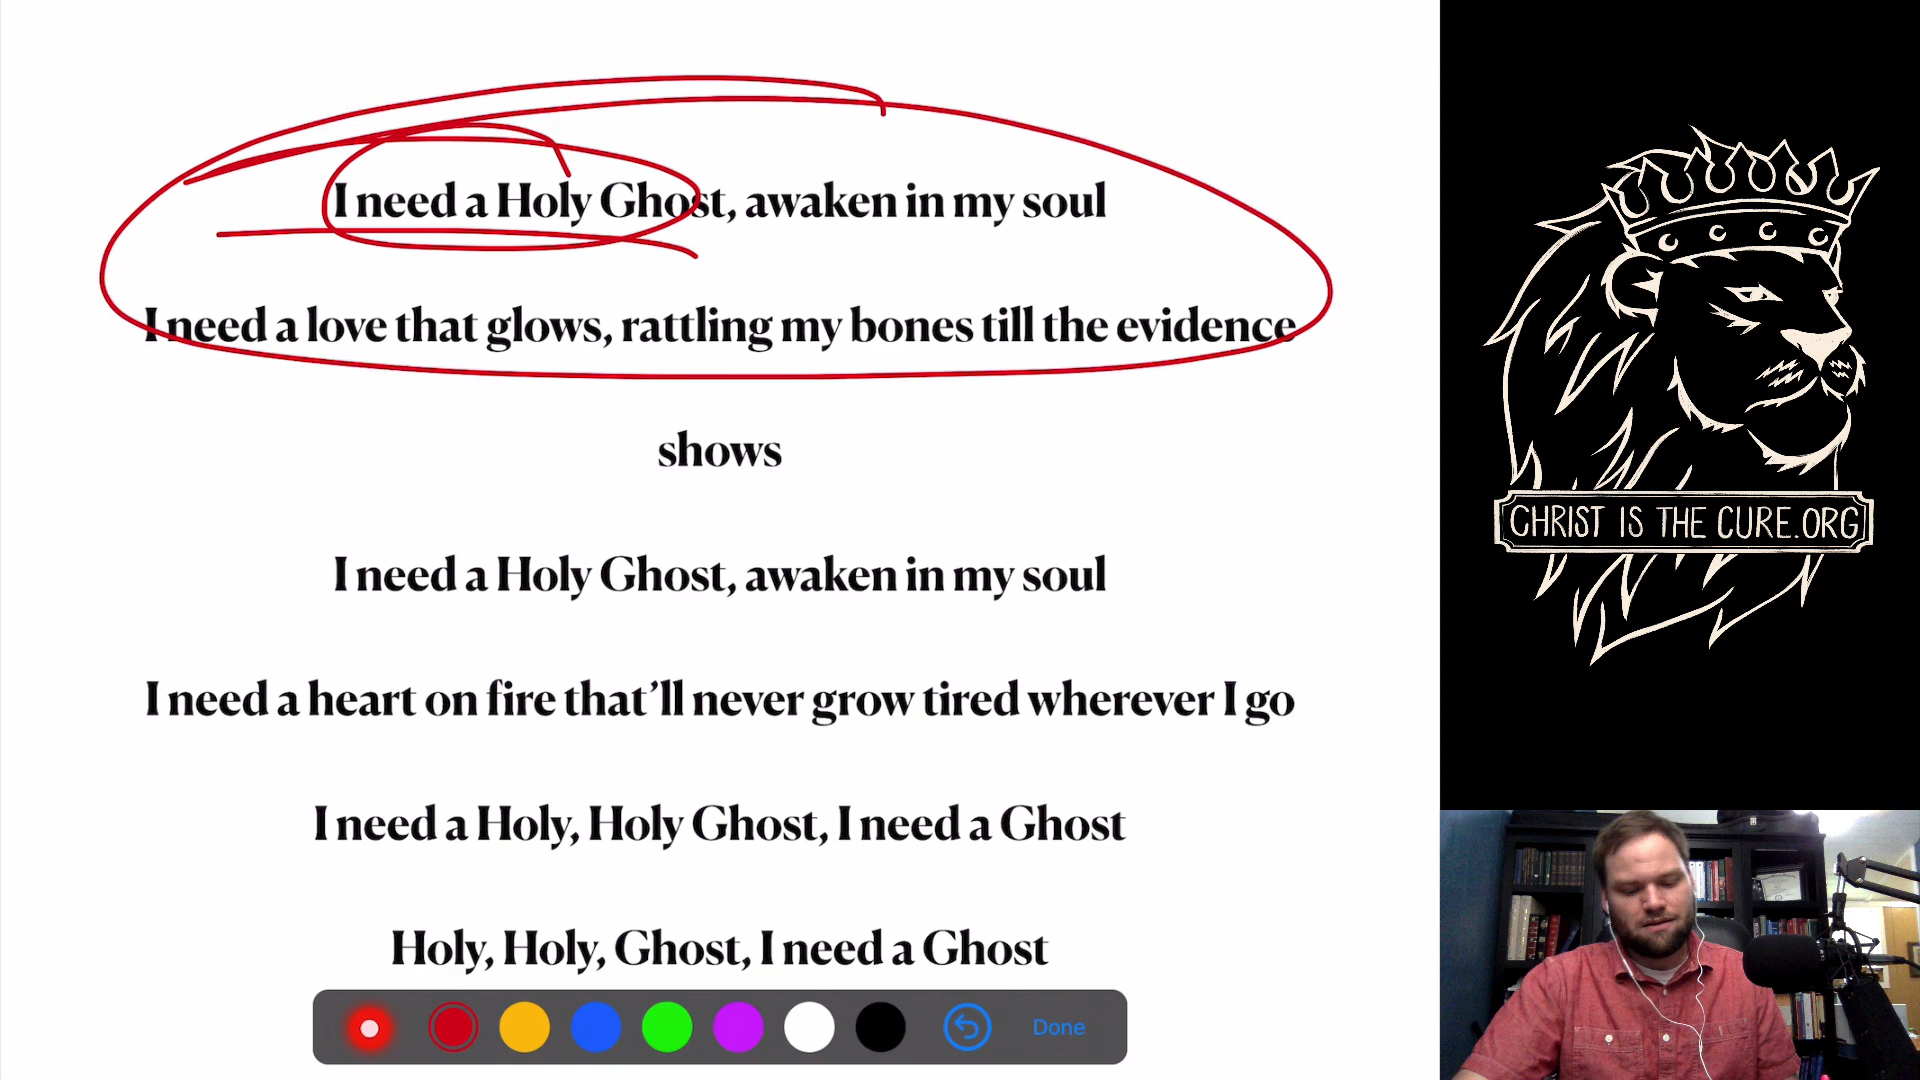 I need a Holy Ghost, awaken in my soul
I need a love that glows, rattling my bones till the evidence
shows
I need a Holy Ghost, awaken in my soul
I need a heart on fire that’ll never grow tired wherever I go
I need a Holy, Holy Ghost, I need a Ghost
Holy, Holy, Ghost, I need a Ghost
Done
CHRIST IS THE CURE.ORG